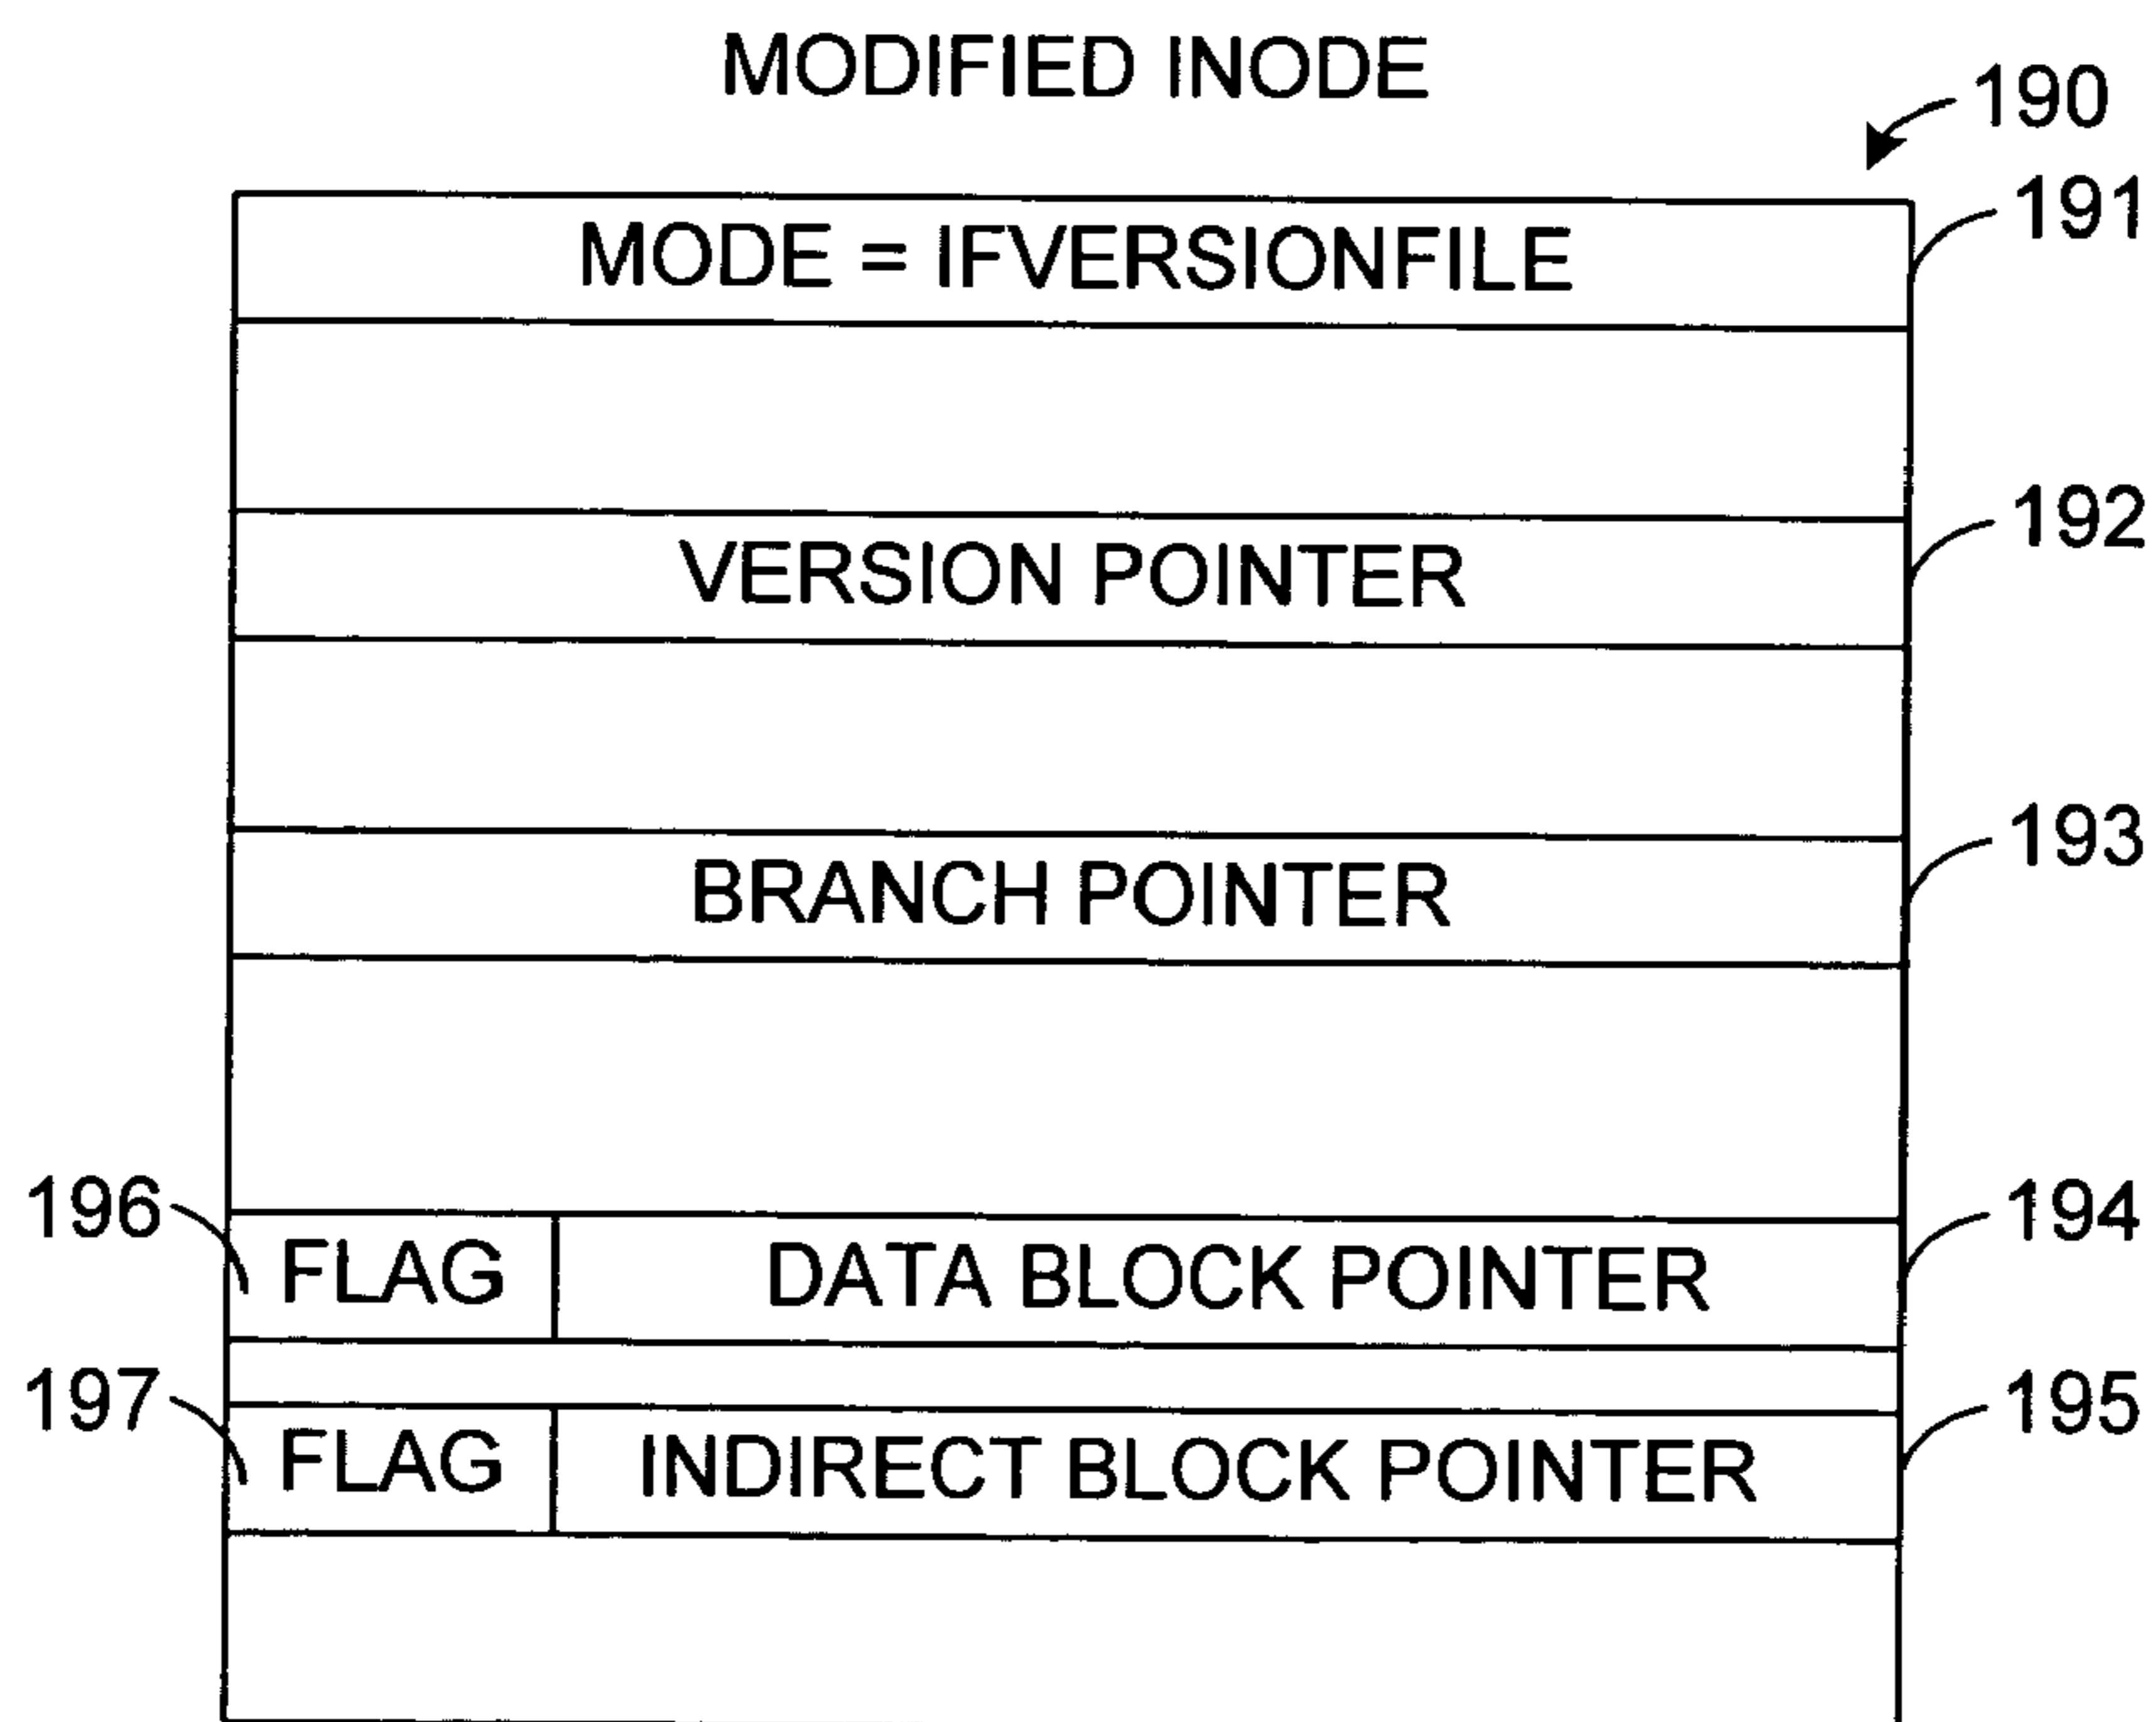 MODIFIED INODE
190
191
MODE = IFVERSIONFILE
192
VERSION POINTER
193
BRANCH POINTER
196
194
FLAG DATA BLOCK POINTER
197
195
FLAG INDIRECT BLOCK POINTER